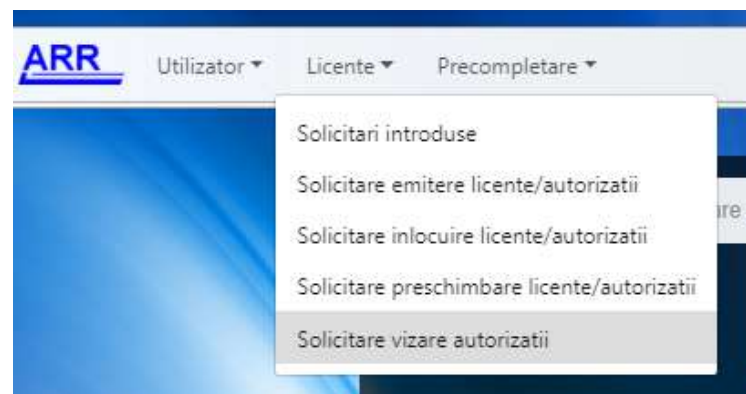 ARR Utilizator Licente Precompletare
Solicitari introduse
Solicitare emitere licente/autorizatii
Solicitare inlocuire licente/autorizatii
Solicitare preschimbare licente/autorizatii
Solicitare vizare autorizatii